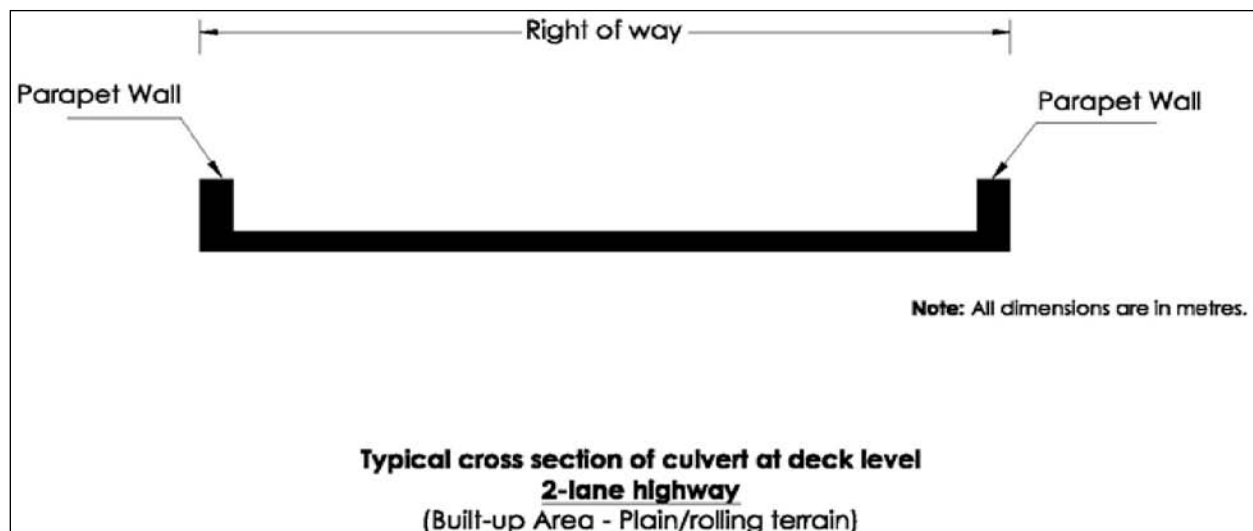 Right of way
Parapet Wall
Parapet Wall
Note: All dimensions are in metres.
Typical cross section of culvert at deck level
2-lane highway
(Built-up Area - Plain/rolling terrain)